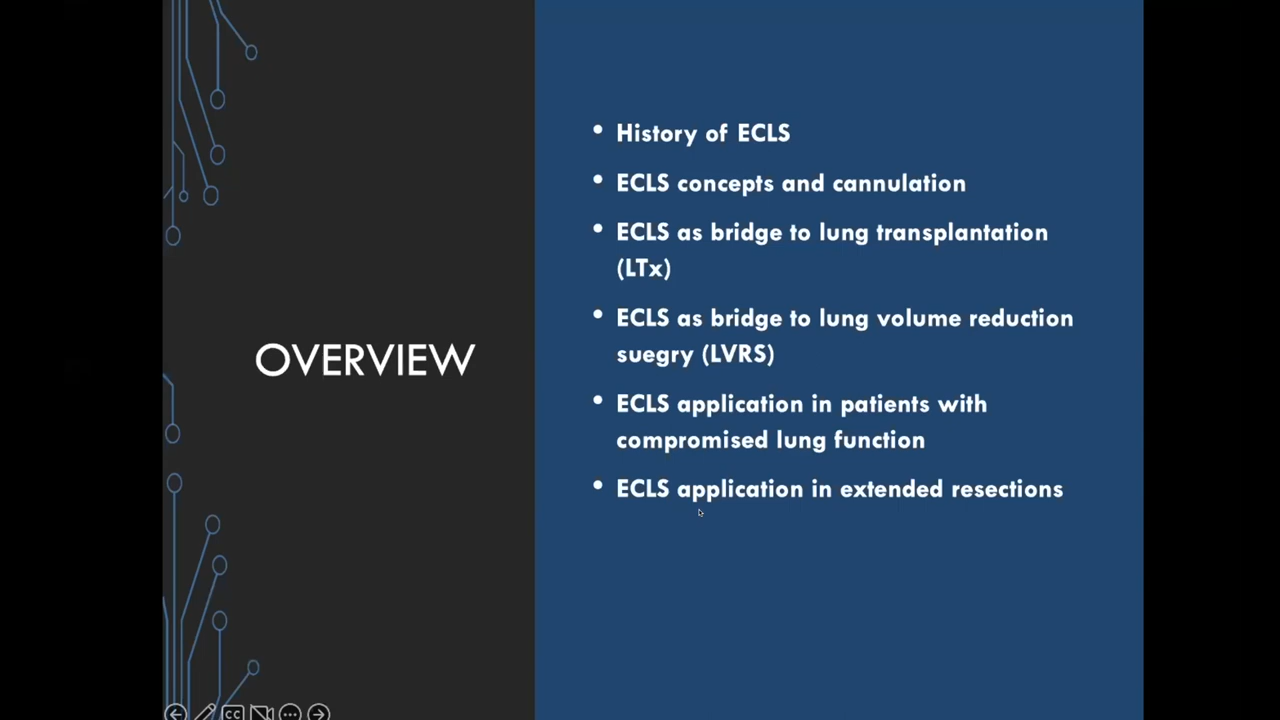 OVERVIEW
• History of ECLS
• ECLS concepts and cannulation
• ECLS as bridge to lung transplantation
(LTx)
• ECLS as bridge to lung volume reduction
suegry (LVRS)
• ECLS application in patients with
compromised lung function
• ECLS application in extended resections
CC